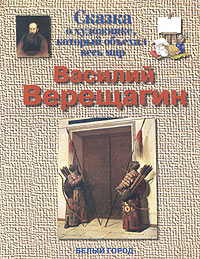 Сказка
о художнике,
который объехал
весь мир
Василий
Верещагин
БЕЛЫЙ ГОРОД